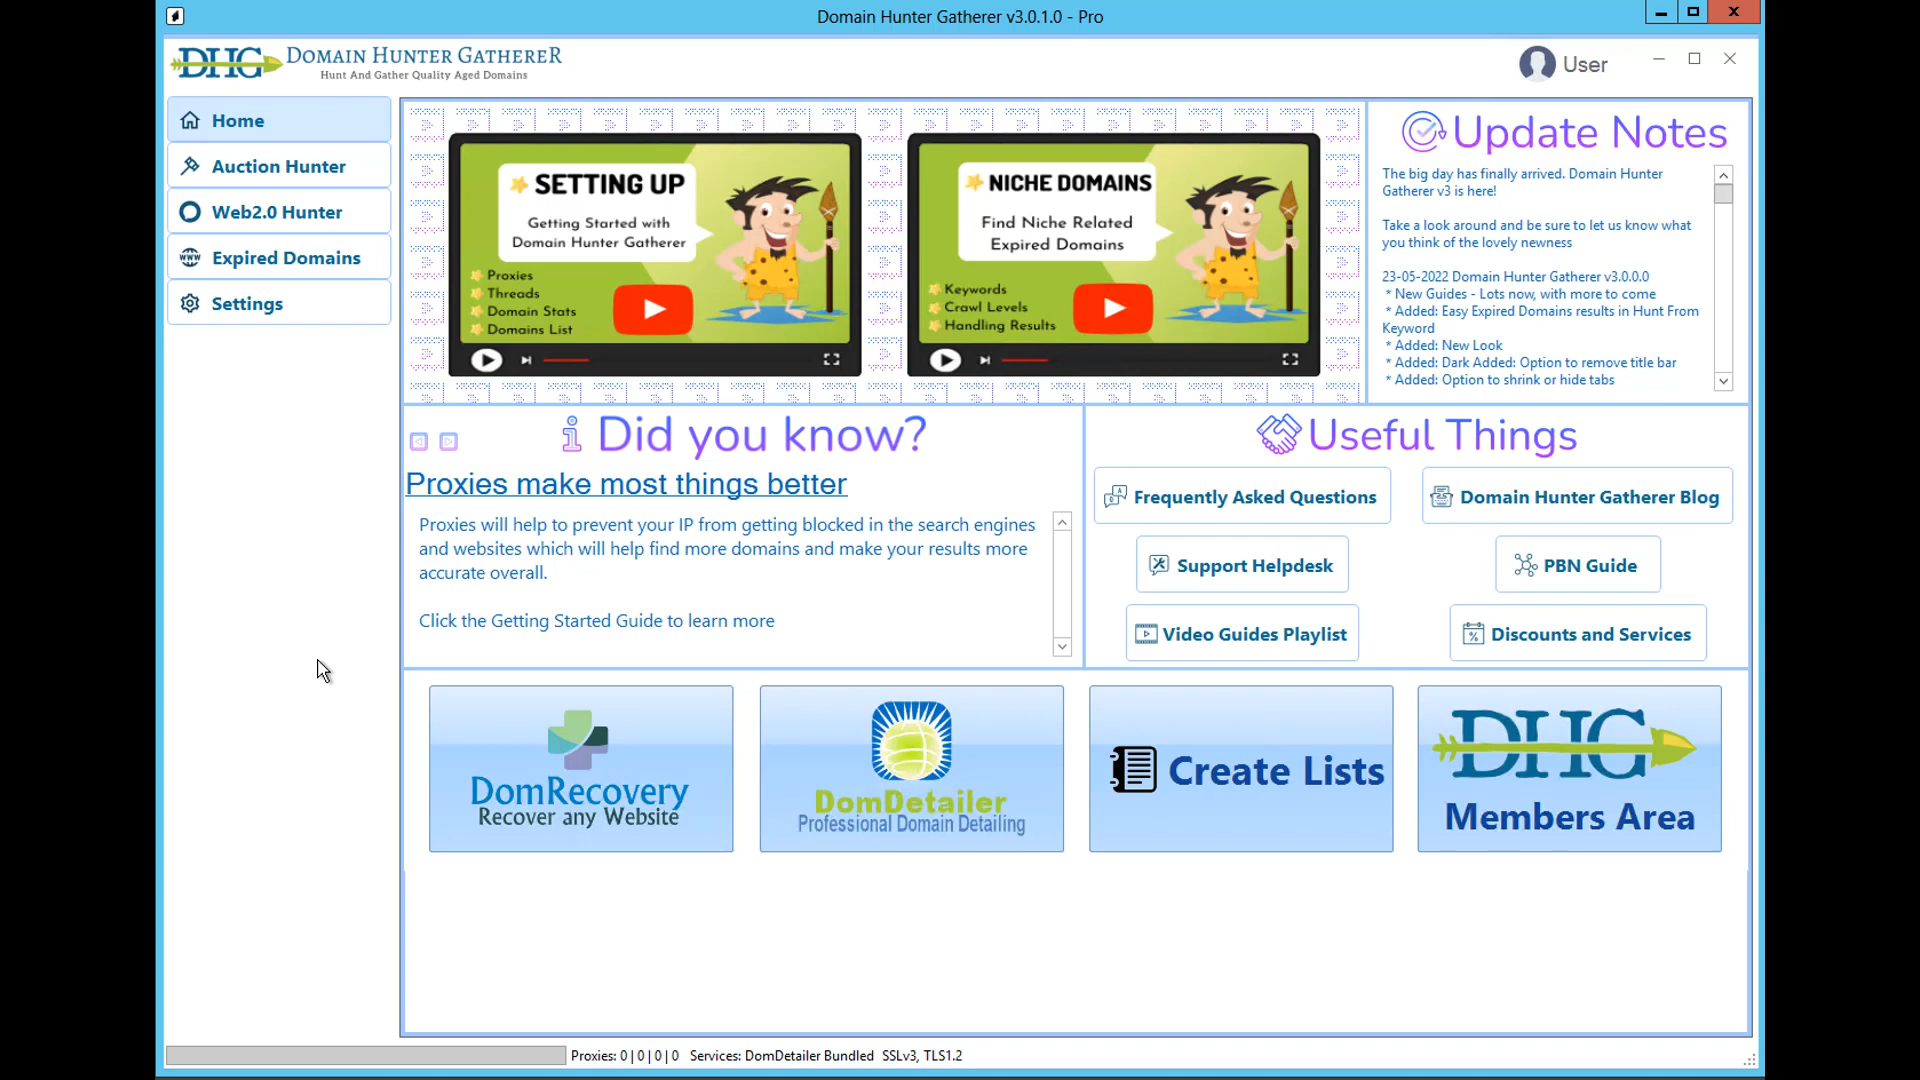 Domain Hunter Gatherer v3.0.1.0 - Pro
DHG DOMAIN HUNTER GATHERER
Hunt And Gather Quality Aged Domains
User
Home
Auction Hunter
Web2.0 Hunter
Expired Domains
Settings
SETTING UP
Getting Started with
Domain Hunter Gatherer
Proxies
Threads
Domain Stats
Domains List
NICHE DOMAINS
Find Niche Related
Expired Domains
Keywords
Crawl Levels
Handling Results
Update Notes
The big day has finally arrived. Domain Hunter
Gatherer v3 is here!
Take a look around and be sure to let us know what
you think of the lovely newness
23-05-2022 Domain Hunter Gatherer v3.0.0.0
* New Guides - Lots now, with more to come
* Added: Easy Expired Domains results in Hunt From
Keyword
* Added: New Look
* Added: Dark Added: Option to remove title bar
* Added: Option to shrink or hide tabs
Did you know?
Proxies make most things better
Proxies will help to prevent your IP from getting blocked in the search engines
and websites which will help find more domains and make your results more
accurate overall.
Click the Getting Started Guide to learn more
Useful Things
Frequently Asked Questions
Domain Hunter Gatherer Blog
Support Helpdesk
PBN Guide
Video Guides Playlist
Discounts and Services
DomRecovery
Recover any Website
DomDetailer
Professional Domain Detailing
Create Lists
DHG
Members Area
Proxies: 0 | 0 | 0 | 0 Services: DomDetailer Bundled SSLv3, TLS1.2